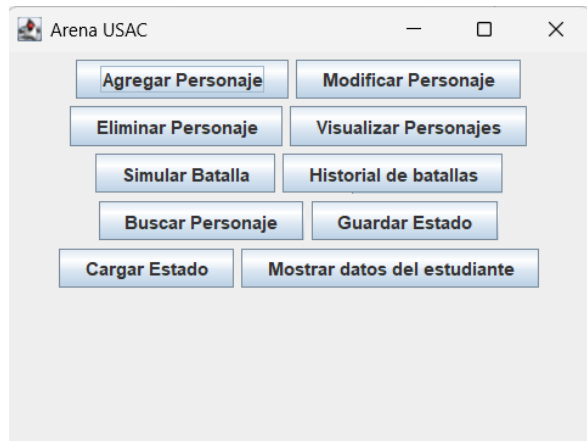 Arena USAC
Agregar Personaje Modificar Personaje
Eliminar Personaje Visualizar Personajes
Simular Batalla Historial de batallas
Buscar Personaje Guardar Estado
Cargar Estado Mostrar datos del estudiante